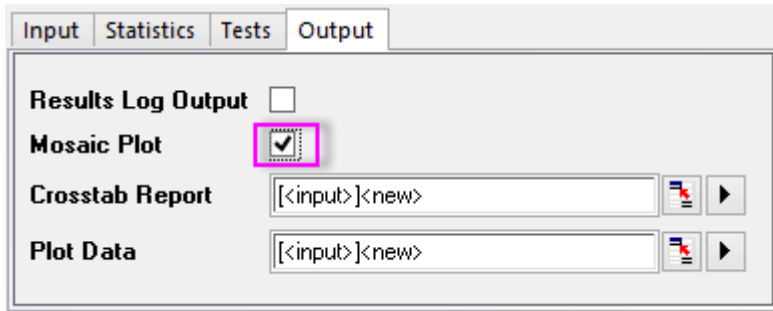 Input Statistics Tests Output
Results Log Output
Mosaic Plot
Crosstab Report [<input>]<new>
Plot Data [<input>]<new>